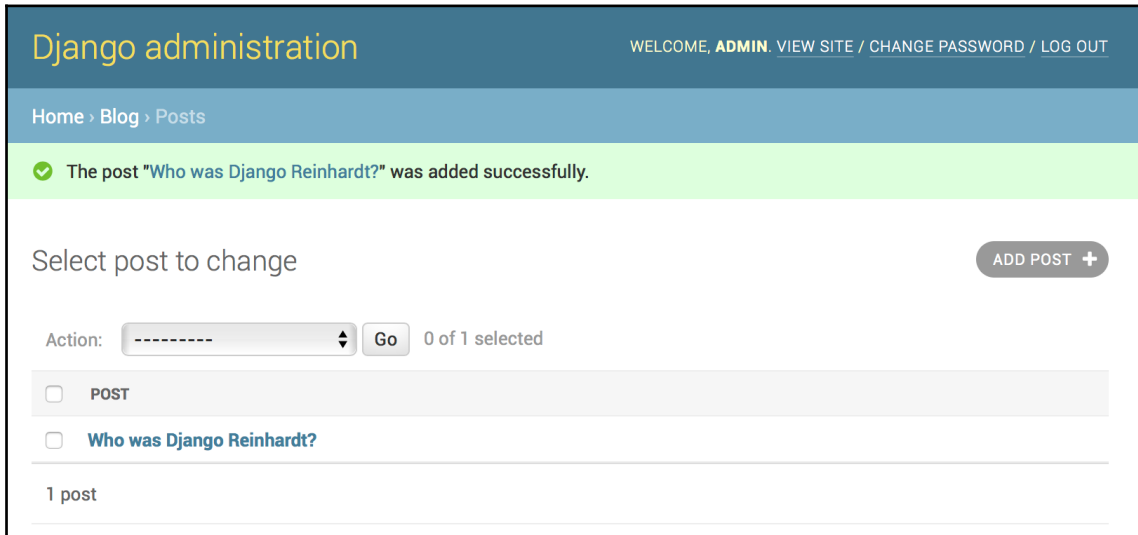 Django administration
WELCOME, ADMIN. VIEW SITE / CHANGE PASSWORD / LOG OUT
Home › Blog › Posts
The post "Who was Django Reinhardt?" was added successfully.
Select post to change
ADD POST +
Action: --------- Go 0 of 1 selected
POST
Who was Django Reinhardt?
1 post